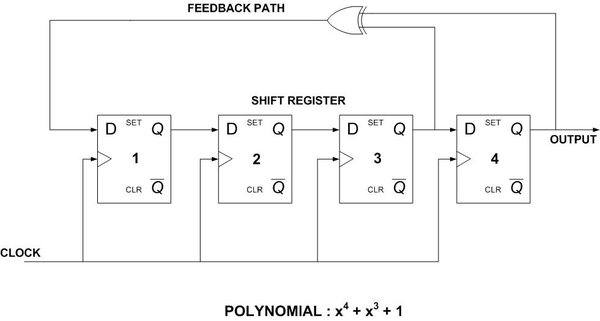 FEEDBACK PATH
SHIFT REGISTER
D SET Q
1
CLR Q̅
D SET Q
2
CLR Q̅
D SET Q
3
CLR Q̅
D SET Q
4
CLR Q̅
OUTPUT
CLOCK
POLYNOMIAL : x⁴ + x³ + 1